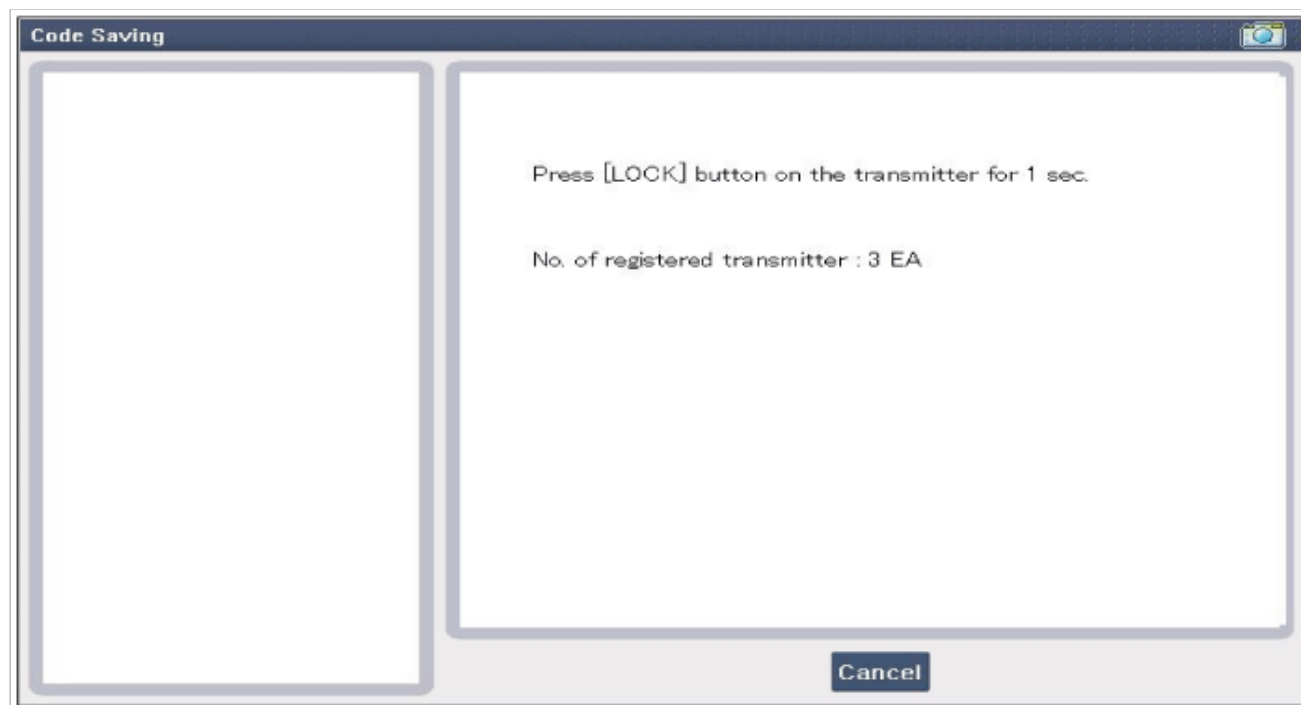 Code Saving
Press [LOCK] button on the transmitter for 1 sec.
No. of registered transmitter : 3 EA
Cancel